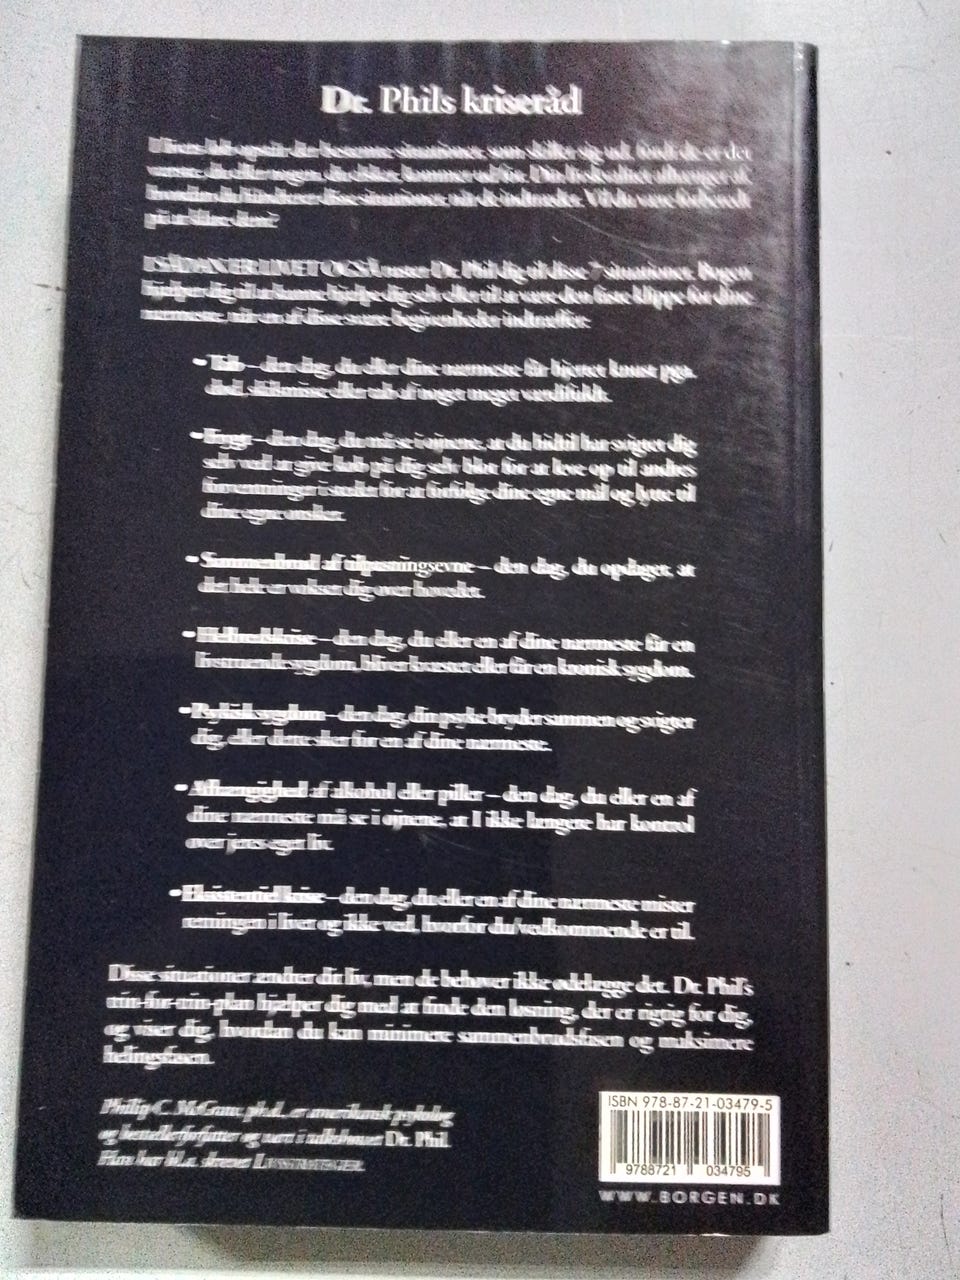 Dr. Phils kriseråd
I livets løb opstår der bestemte situationer, som skiller sig ud, fordi de er det
værste, du eller nogen, du elsker, kommer ud for. Din livskvalitet afhænger af,
hvordan du håndterer disse situationer, når de indtræder. Vil du være forberedt
på at klare dem?
I SÅDAN ER LIVET OGSÅ ruster Dr. Phil dig til disse 7 situationer. Bogen
hjælper dig til at kunne hjælpe dig selv eller til at være den faste klippe for dine
nærmeste, når en af disse svære begivenheder indtræffer:
• Tab – den dag, du eller dine nærmeste får hjertet knust pga.
død, skilsmisse eller tab af noget meget værdifuldt.
• Frygt – den dag, du må se i øjnene, at du hidtil har svigtet dig
selv ved at give køb på dig selv blot for at leve op til andres
forventninger i stedet for at forfølge dine egne mål og lytte til
dine egne ønsker.
• Sammenbrud af tilpasningsevne – den dag, du opdager, at
det hele er vokset dig over hovedet.
• Helbredskrise – den dag, du eller en af dine nærmeste får en
livstruende sygdom, bliver kvæstet eller får en kronisk sygdom.
• Psykisk sygdom – den dag, din psyke bryder sammen og svigter
dig, eller dette sker for en af dine nærmeste.
• Afhængighed af alkohol eller piller – den dag, du eller en af
dine nærmeste må se i øjnene, at I ikke længere har kontrol
over jeres eget liv.
• Eksistentiel krise – den dag, du eller en af dine nærmeste mister
meningen i livet og ikke ved, hvorfor du/vedkommende er til.
Disse situationer ændrer dit liv, men de behøver ikke ødelægge det. Dr. Phil's
trin-for-trin-plan hjælper dig med at finde den løsning, der er rigtig for dig,
og viser dig, hvordan du kan minimere sammenbrudsfasen og maksimere
helingsfasen.
Phillip C. McGraw, ph.d., er amerikansk psykolog
og bestsellerforfatter og vært i talkshowet Dr. Phil.
Han har bl.a. skrevet
ISBN 978-87-21-03479-5
9788721 034795
WWW.BORGEN.DK